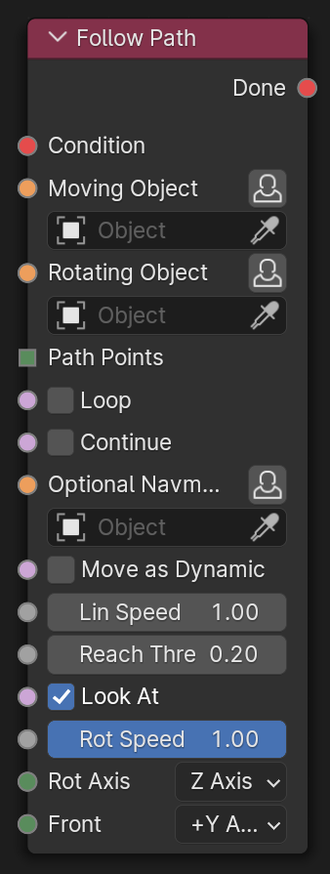 Follow Path
Done
Condition
Moving Object
Object
Rotating Object
Object
Path Points
Loop
Continue
Optional Navm...
Object
Move as Dynamic
Lin Speed 1.00
Reach Thre 0.20
Look At
Rot Speed 1.00
Rot Axis Z Axis
Front +Y A...